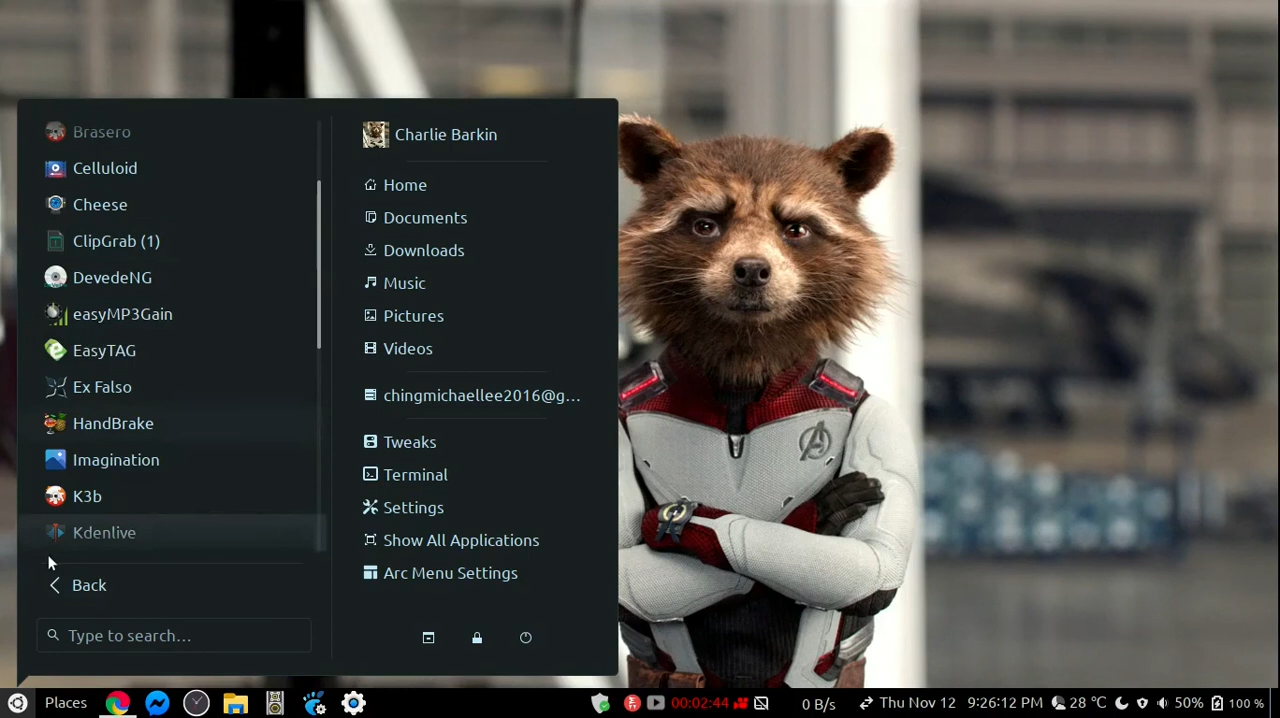 Brasero
Celluloid
Cheese
ClipGrab (1)
DevedeNG
easyMP3Gain
EasyTAG
Ex Falso
HandBrake
Imagination
K3b
Kdenlive
Back
Type to search…
Charlie Barkin
Home
Documents
Downloads
Music
Pictures
Videos
chingmichaellee2016@g…
Tweaks
Terminal
Settings
Show All Applications
Arc Menu Settings
Places
00:02:44
0 B/s
Thu Nov 12 9:26:12 PM
28 °C
50%
100 %